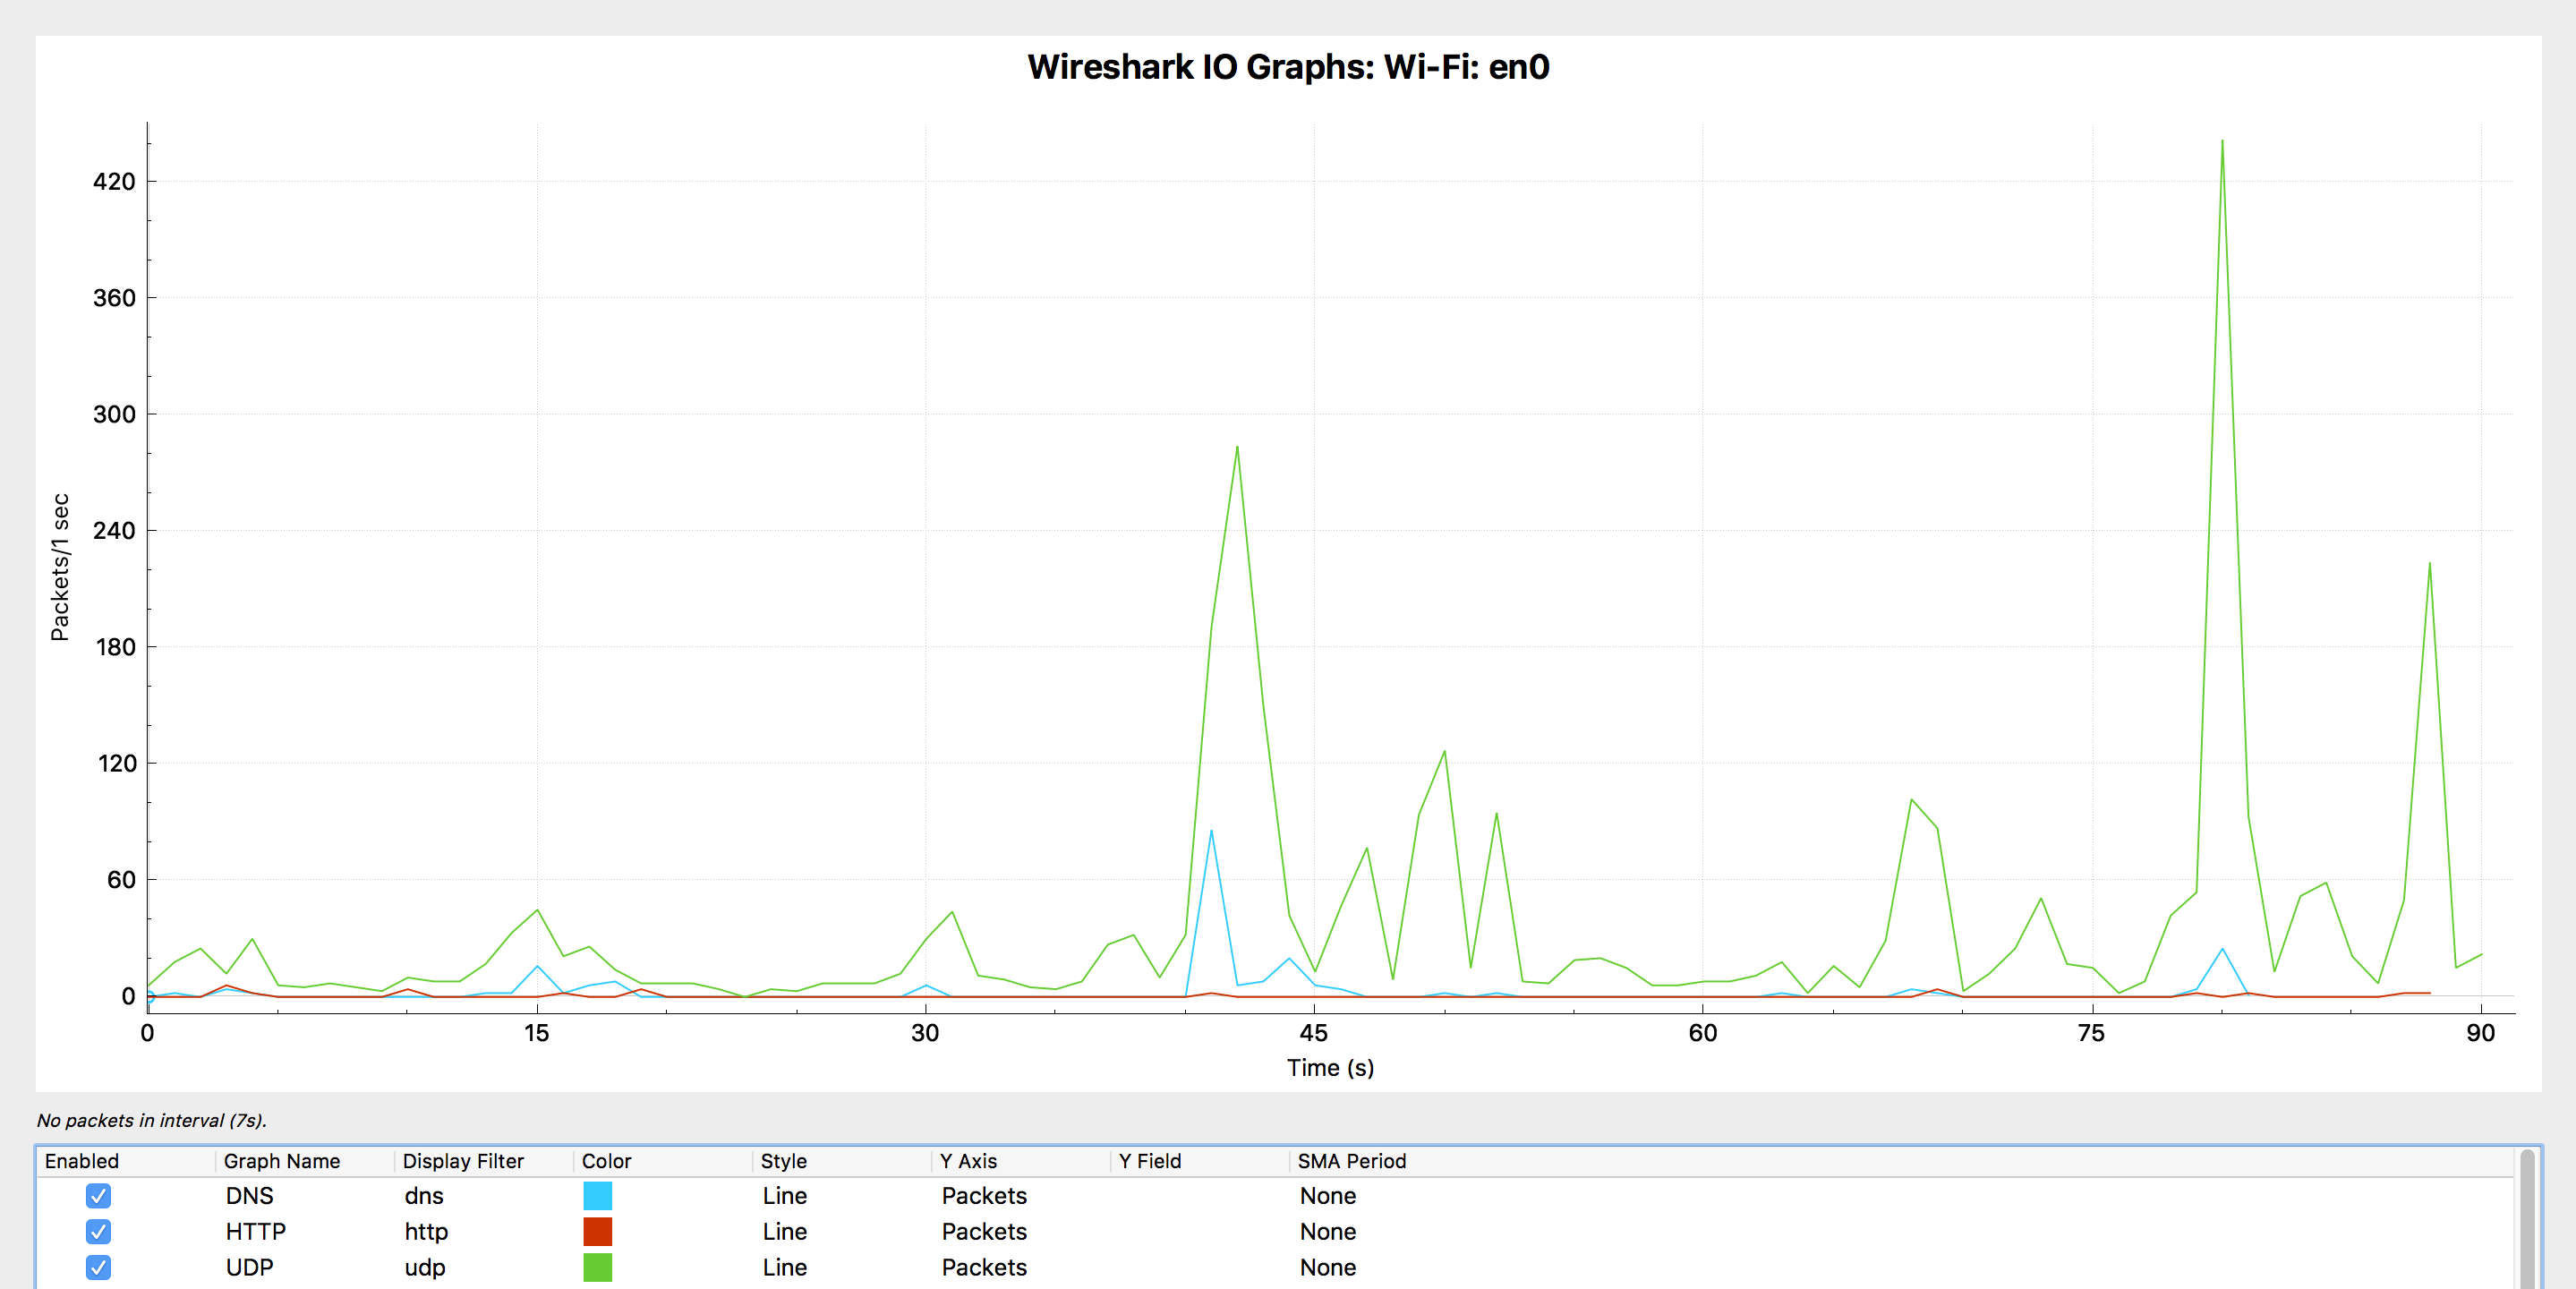 Wireshark IO Graphs: Wi-Fi: en0
420
360
300
240
180
120
60
0
Packets/1 sec
0 15 30 45 60 75 90
Time (s)
No packets in interval (7s).
Enabled Graph Name Display Filter Color Style Y Axis Y Field SMA Period
DNS dns Line Packets None
HTTP http Line Packets None
UDP udp Line Packets None